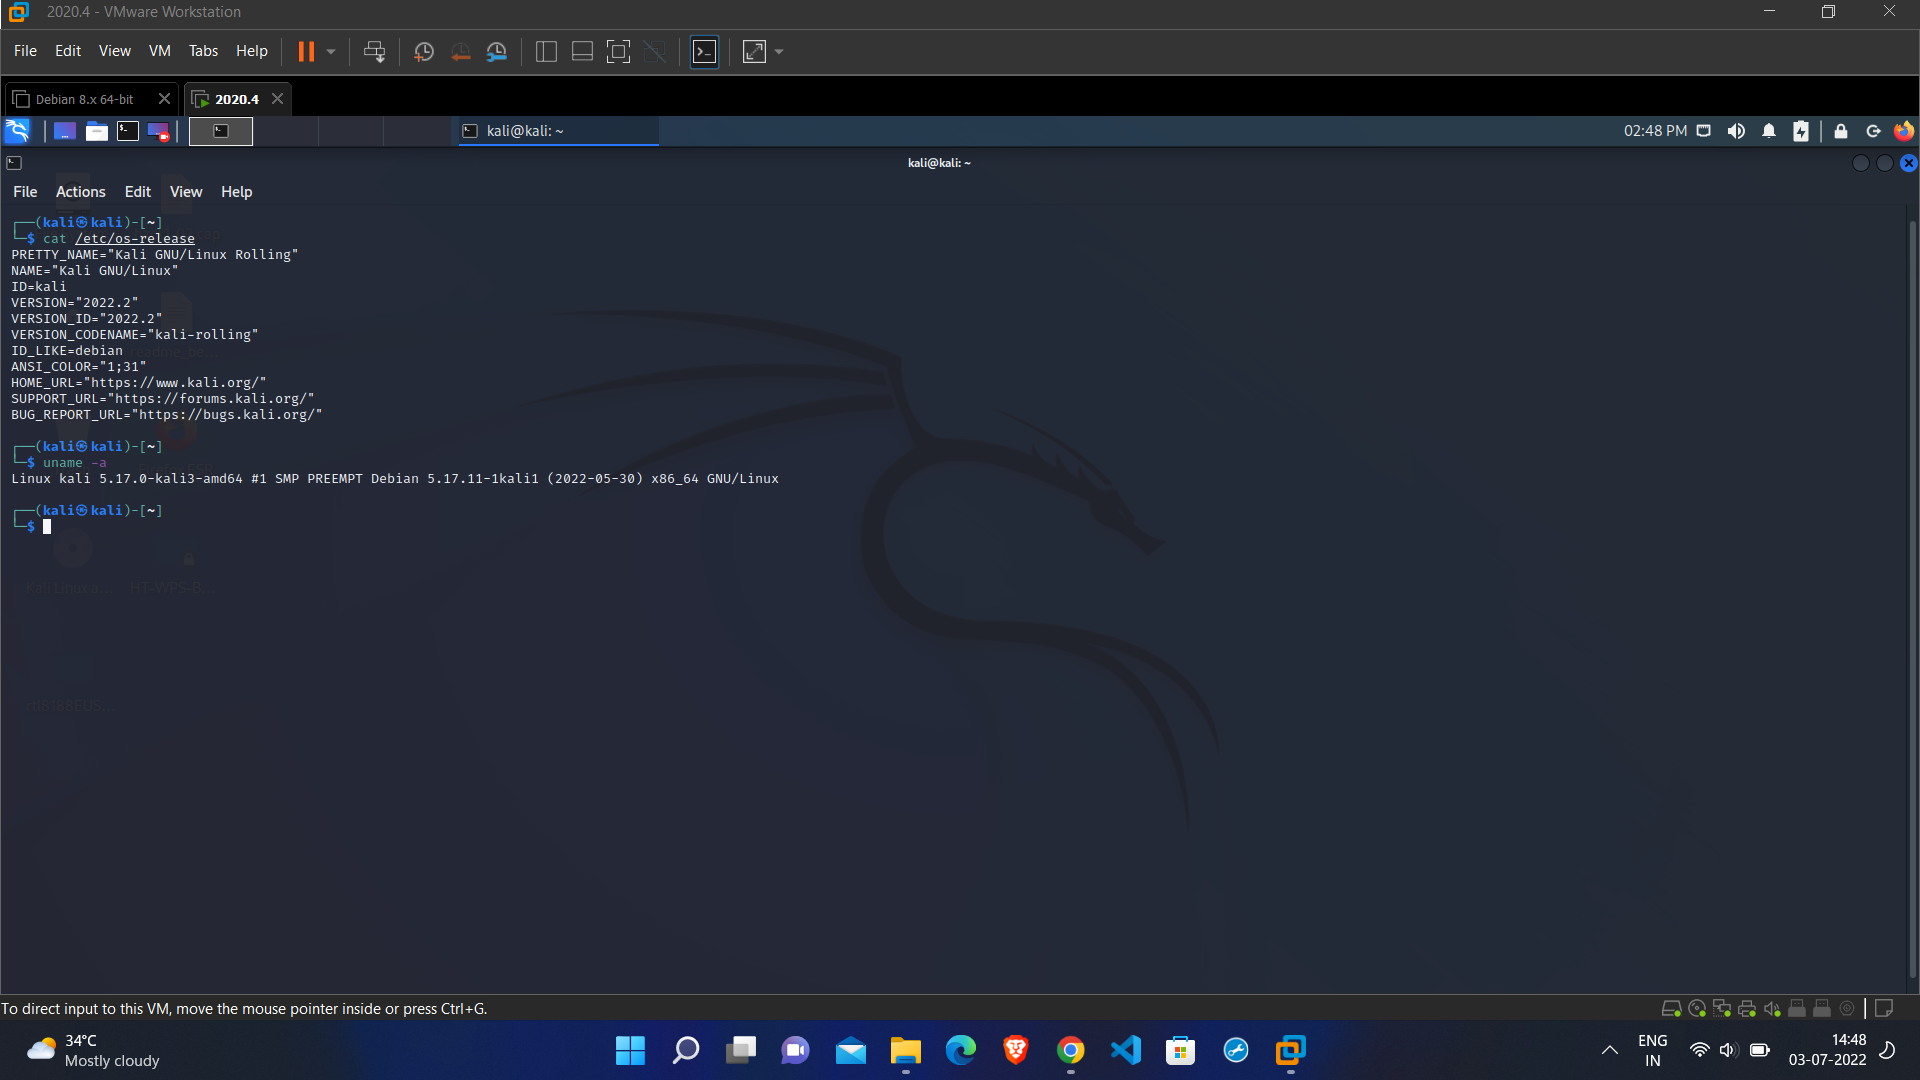 2020.4 - VMware Workstation
File Edit View VM Tabs Help
Debian 8.x 64-bit 2020.4
kali@kali: ~ 02:48 PM
kali@kali: ~
File Actions Edit View Help
┌──(kali㉿kali)-[~]
└─$ cat /etc/os-release
PRETTY_NAME="Kali GNU/Linux Rolling"
NAME="Kali GNU/Linux"
ID=kali
VERSION="2022.2"
VERSION_ID="2022.2"
VERSION_CODENAME="kali-rolling"
ID_LIKE=debian
ANSI_COLOR="1;31"
HOME_URL="https://www.kali.org/"
SUPPORT_URL="https://forums.kali.org/"
BUG_REPORT_URL="https://bugs.kali.org/"
┌──(kali㉿kali)-[~]
└─$ uname -a
Linux kali 5.17.0-kali3-amd64 #1 SMP PREEMPT Debian 5.17.11-1kali1 (2022-05-30) x86_64 GNU/Linux
┌──(kali㉿kali)-[~]
└─$
Kali Linux a... HT-WPS-B...
rtl8188EUS...
To direct input to this VM, move the mouse pointer inside or press Ctrl+G.
34°C
Mostly cloudy
ENG
IN
14:48
03-07-2022